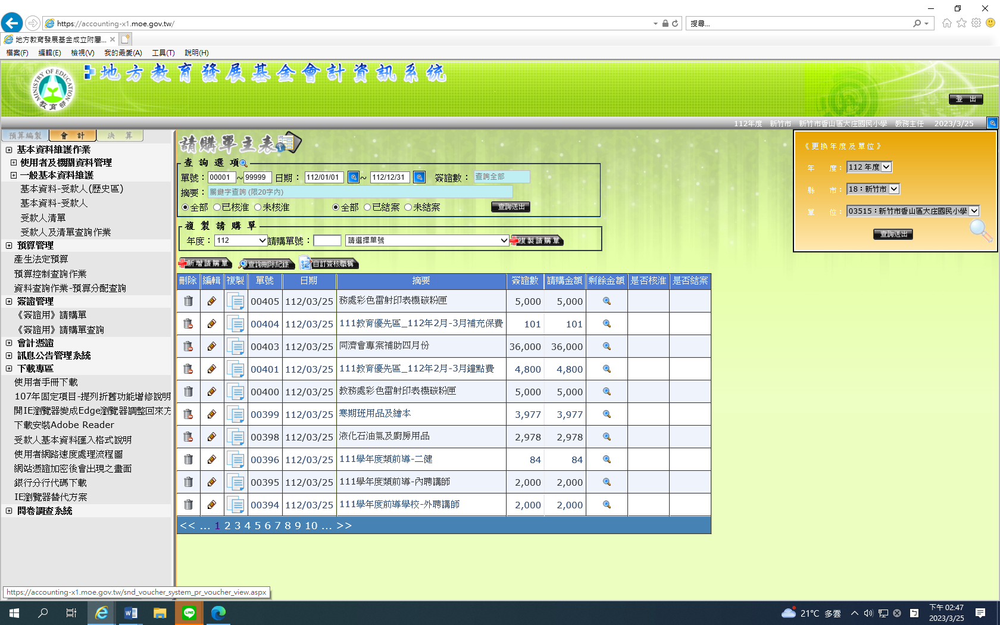 https://accounting-x1.moe.gov.tw/
搜尋...
地方教育發展基金成立附屬...
檔案(F) 編輯(E) 檢視(V) 我的最愛(A) 工具(T) 說明(H)
MINISTRY OF EDUCATION 教育部
地方教育發展基金會計資訊系統
登 出
112年度 新竹市 新竹市香山區大庄國民小學 教務主任 2023/3/25
預算編製 會 計 決 算
基本資料維護作業
使用者及機關資料管理
一般基本資料維護
基本資料-受款人(歷史區)
基本資料-受款人
受款人清單
受款人及清單查詢作業
預算管理
產生法定預算
預算控制查詢作業
資料查詢作業-預算分配查詢
簽證管理
《簽證用》請購單
《簽證用》請購單查詢
會計憑證
訊息公告管理系統
下載專區
使用者手冊下載
107年固定項目-提列折舊功能增修說明
開IE瀏覽器變成Edge瀏覽器調整回來方
下載安裝Adobe Reader
受款人基本資料匯入格式說明
使用者網路速度處理流程圖
網站憑證加密後會出現之畫面
銀行分行代碼下載
IE瀏覽器替代方案
問卷調查系統
請購單主表
查詢選項
單號：00001~99999 日期：112/01/01 ~ 112/12/31 簽證數：查詢全部
摘要：關鍵字查詢 (限20字內)
全部 已核准 未核准 全部 已結案 未結案 查詢送出
複製請購單
年度：112 請購單號： 請選擇單號 複製請購單
新增請購單 查詢刪除紀錄 自訂簽核職稱
刪除 編輯 複製 單號 日期 摘要 簽證數 請購金額 剩餘金額 是否核准 是否結案
00405 112/03/25 務處彩色雷射印表機碳粉匣 5,000 5,000
00404 112/03/25 111教育優先區_112年2月-3月補充保費 101 101
00403 112/03/25 同濟會專案補助四月份 36,000 36,000
00401 112/03/25 111教育優先區_112年2月-3月鐘點費 4,800 4,800
00400 112/03/25 教務處彩色雷射印表機碳粉匣 5,000 5,000
00399 112/03/25 寒期班用品及繪本 3,977 3,977
00398 112/03/25 液化石油氣及廚房用品 2,978 2,978
00396 112/03/25 111學年度類前導-二健 84 84
00395 112/03/25 111學年度類前導-內聘講師 2,000 2,000
00394 112/03/25 111學年度前導學校-外聘講師 2,000 2,000
<< ... 1 2 3 4 5 6 7 8 9 10 ... >>
《更換年度及單位》
年 度：112 年度
縣 市：18：新竹市
單 位：03515：新竹市香山區大庄國民小學
查詢送出
https://accounting-x1.moe.gov.tw/snd_voucher_system_pr_voucher_view.aspx
LINE
21°C 多雲
下午 02:47
2023/3/25